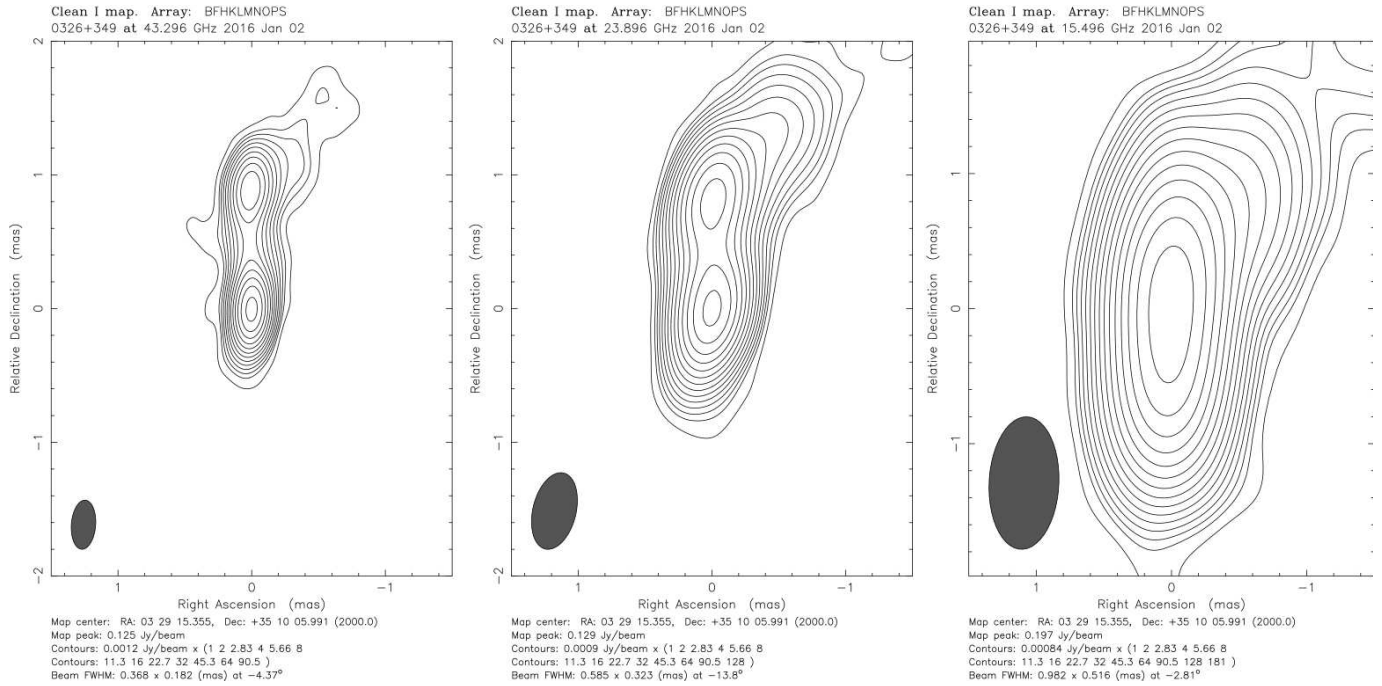 Clean I map. Array: BFHKLMNOPS
0326+349 at 43.296 GHz 2016 Jan 02
2
1
0
−1
−2
Relative Declination (mas)
1
0
−1
Right Ascension (mas)
Map center: RA: 03 29 15.355, Dec: +35 10 05.991 (2000.0)
Map peak: 0.125 Jy/beam
Contours: 0.0012 Jy/beam x (1 2 2.83 4 5.66 8
Contours: 11.3 16 22.7 32 45.3 64 90.5 )
Beam FWHM: 0.368 x 0.182 (mas) at −4.37°
Clean I map. Array: BFHKLMNOPS
0326+349 at 23.896 GHz 2016 Jan 02
2
1
0
−1
−2
Relative Declination (mas)
1
0
−1
Right Ascension (mas)
Map center: RA: 03 29 15.355, Dec: +35 10 05.991 (2000.0)
Map peak: 0.129 Jy/beam
Contours: 0.0009 Jy/beam x (1 2 2.83 4 5.66 8
Contours: 11.3 16 22.7 32 45.3 64 90.5 128 )
Beam FWHM: 0.585 x 0.323 (mas) at −13.8°
Clean I map. Array: BFHKLMNOPS
0326+349 at 15.496 GHz 2016 Jan 02
1
0
−1
Relative Declination (mas)
1
0
−1
Right Ascension (mas)
Map center: RA: 03 29 15.355, Dec: +35 10 05.991 (2000.0)
Map peak: 0.197 Jy/beam
Contours: 0.00084 Jy/beam x (1 2 2.83 4 5.66 8
Contours: 11.3 16 22.7 32 45.3 64 90.5 128 181 )
Beam FWHM: 0.982 x 0.516 (mas) at −2.81°